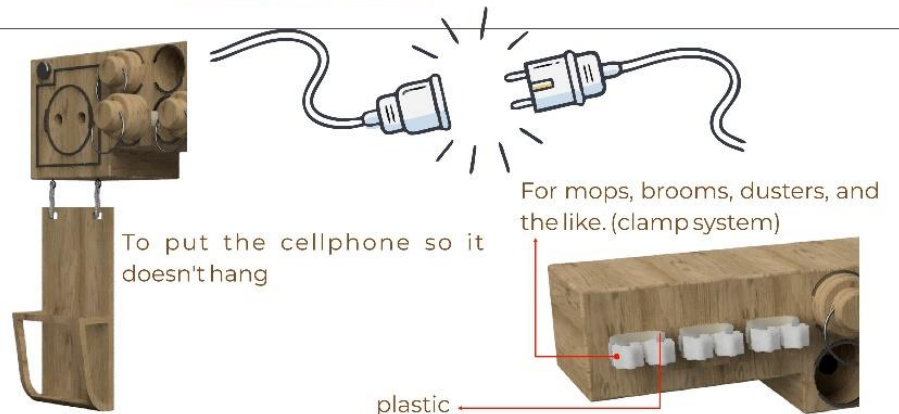 To put the cellphone so it
doesn't hang
For mops, brooms, dusters, and
the like. (clamp system)
plastic